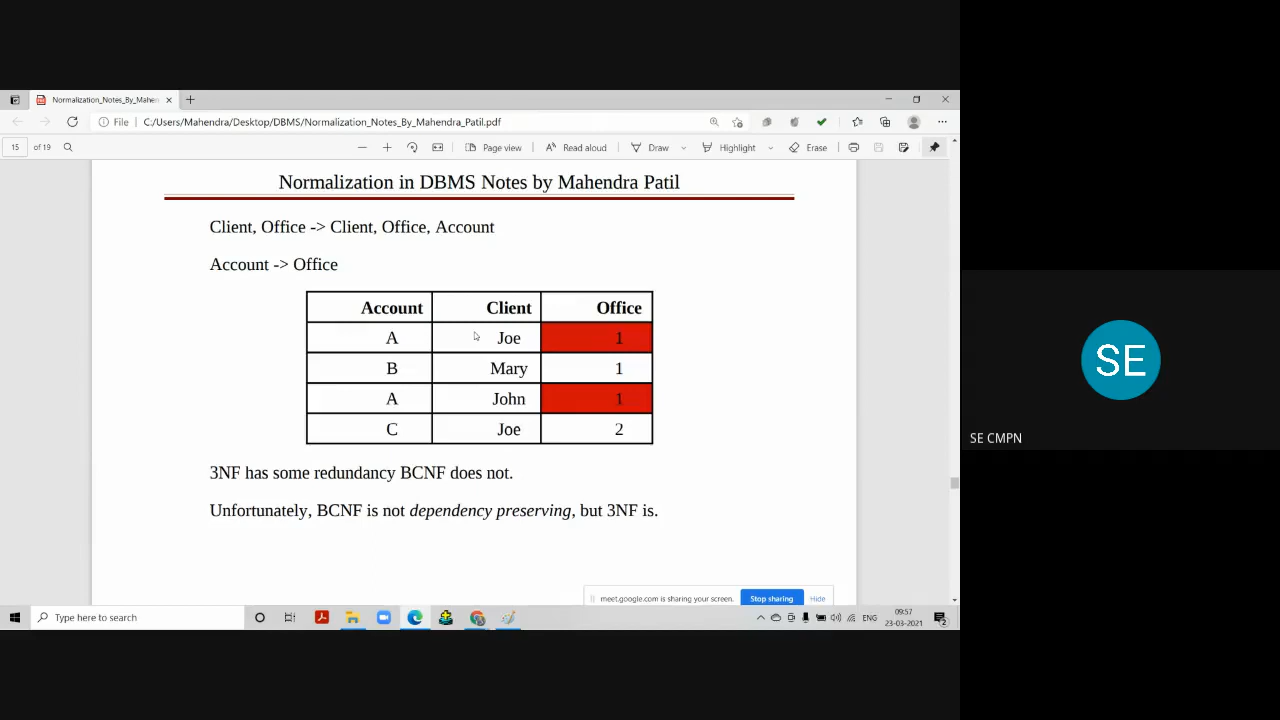 Normalization_Notes_By_Mahen
File C:/Users/Mahendra/Desktop/DBMS/Normalization_Notes_By_Mahendra_Patil.pdf
15 of 19 Page view Read aloud Draw Highlight Erase
Normalization in DBMS Notes by Mahendra Patil
Client, Office -> Client, Office, Account
Account -> Office
Account Client Office
A Joe 1
B Mary 1
A John 1
C Joe 2
3NF has some redundancy BCNF does not.
Unfortunately, BCNF is not dependency preserving, but 3NF is.
meet.google.com is sharing your screen. Stop sharing Hide
Type here to search
ENG
09:57
23-03-2021
2
SE
SE CMPN